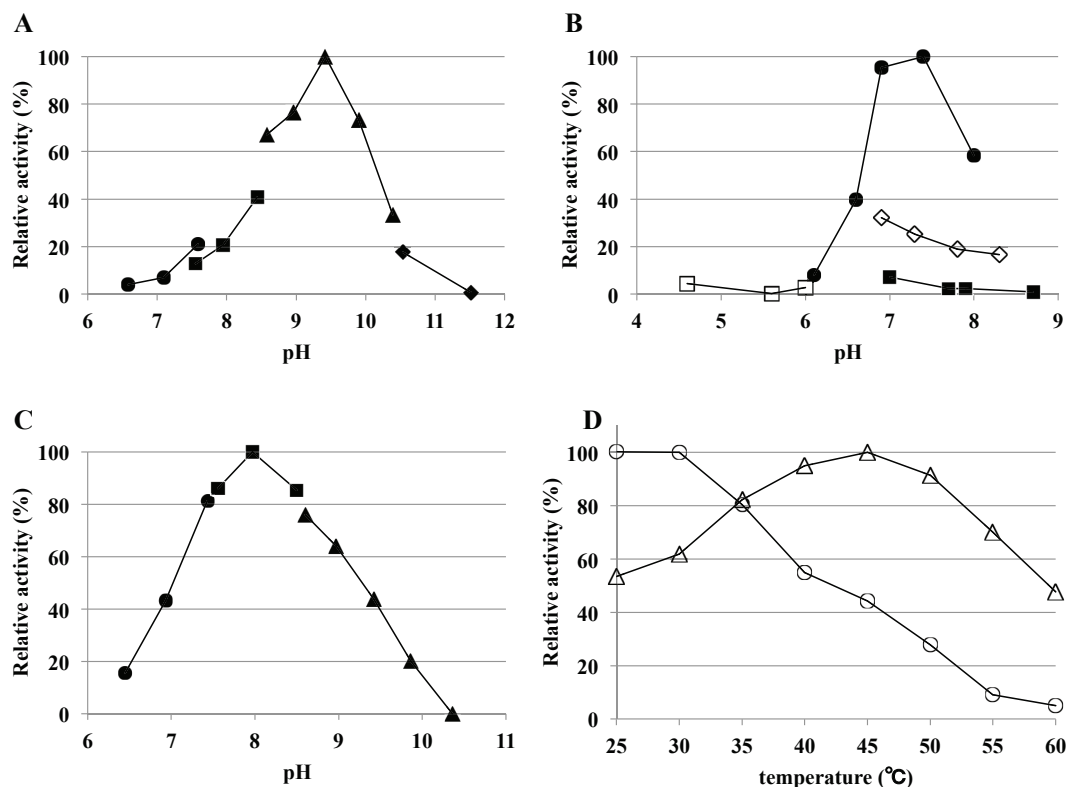 A
Relative activity (%)
100
80
60
40
20
0
6 7 8 9 10 11 12
pH
B
Relative activity (%)
100
80
60
40
20
0
4 5 6 7 8 9
pH
C
Relative activity (%)
100
80
60
40
20
0
6 7 8 9 10 11
pH
D
Relative activity (%)
100
80
60
40
20
0
25 30 35 40 45 50 55 60
temperature (℃)